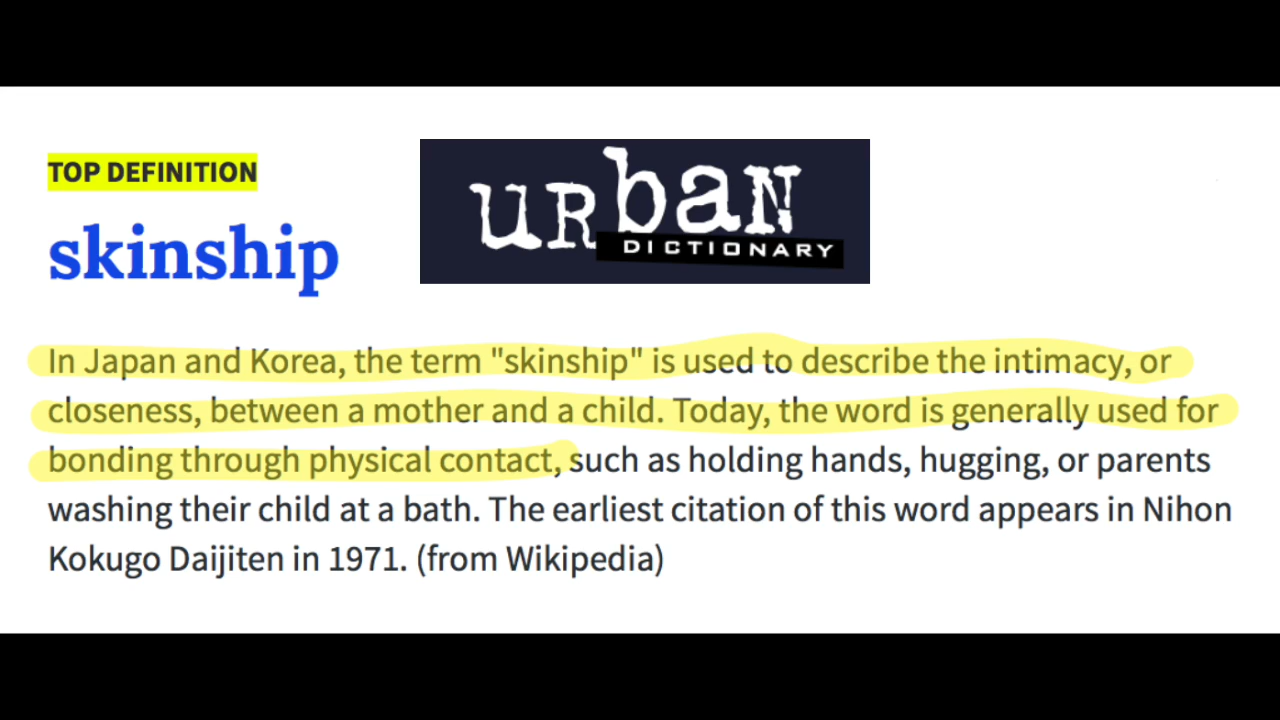 TOP DEFINITION
urban
DICTIONARY
skinship
In Japan and Korea, the term "skinship" is used to describe the intimacy, or
closeness, between a mother and a child. Today, the word is generally used for
bonding through physical contact, such as holding hands, hugging, or parents
washing their child at a bath. The earliest citation of this word appears in Nihon
Kokugo Daijiten in 1971. (from Wikipedia)